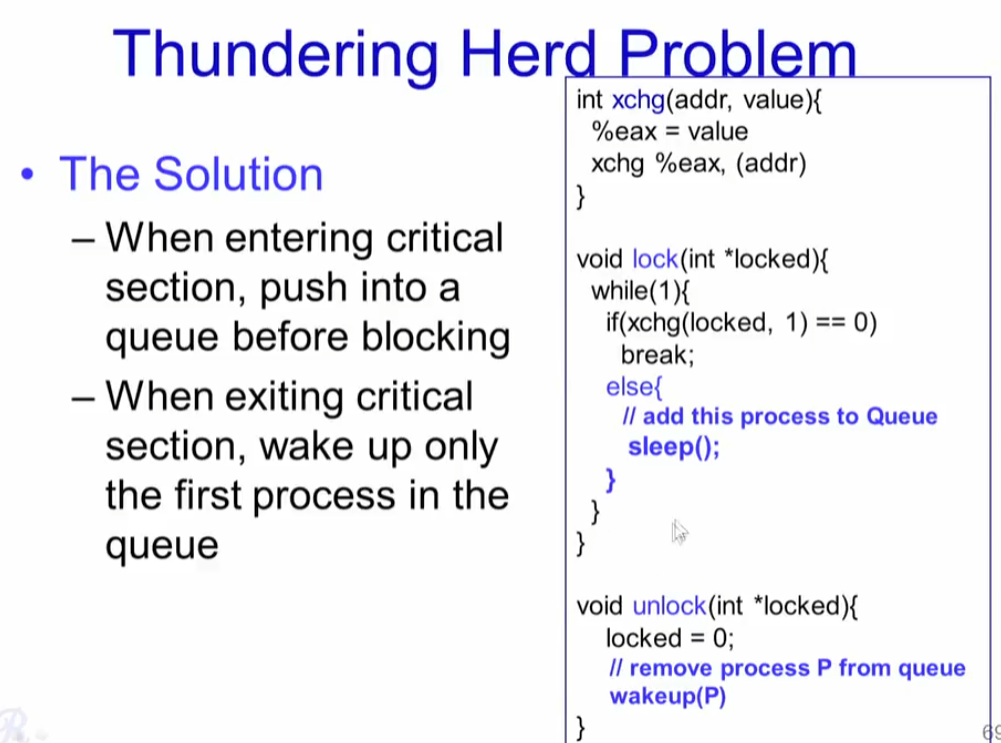 Thundering Herd Problem
• The Solution
– When entering critical
section, push into a
queue before blocking
– When exiting critical
section, wake up only
the first process in the
queue
int xchg(addr, value){
%eax = value
xchg %eax, (addr)
}
void lock(int *locked){
while(1){
if(xchg(locked, 1) == 0)
break;
else{
// add this process to Queue
sleep();
}
}
}
void unlock(int *locked){
locked = 0;
// remove process P from queue
wakeup(P)
}